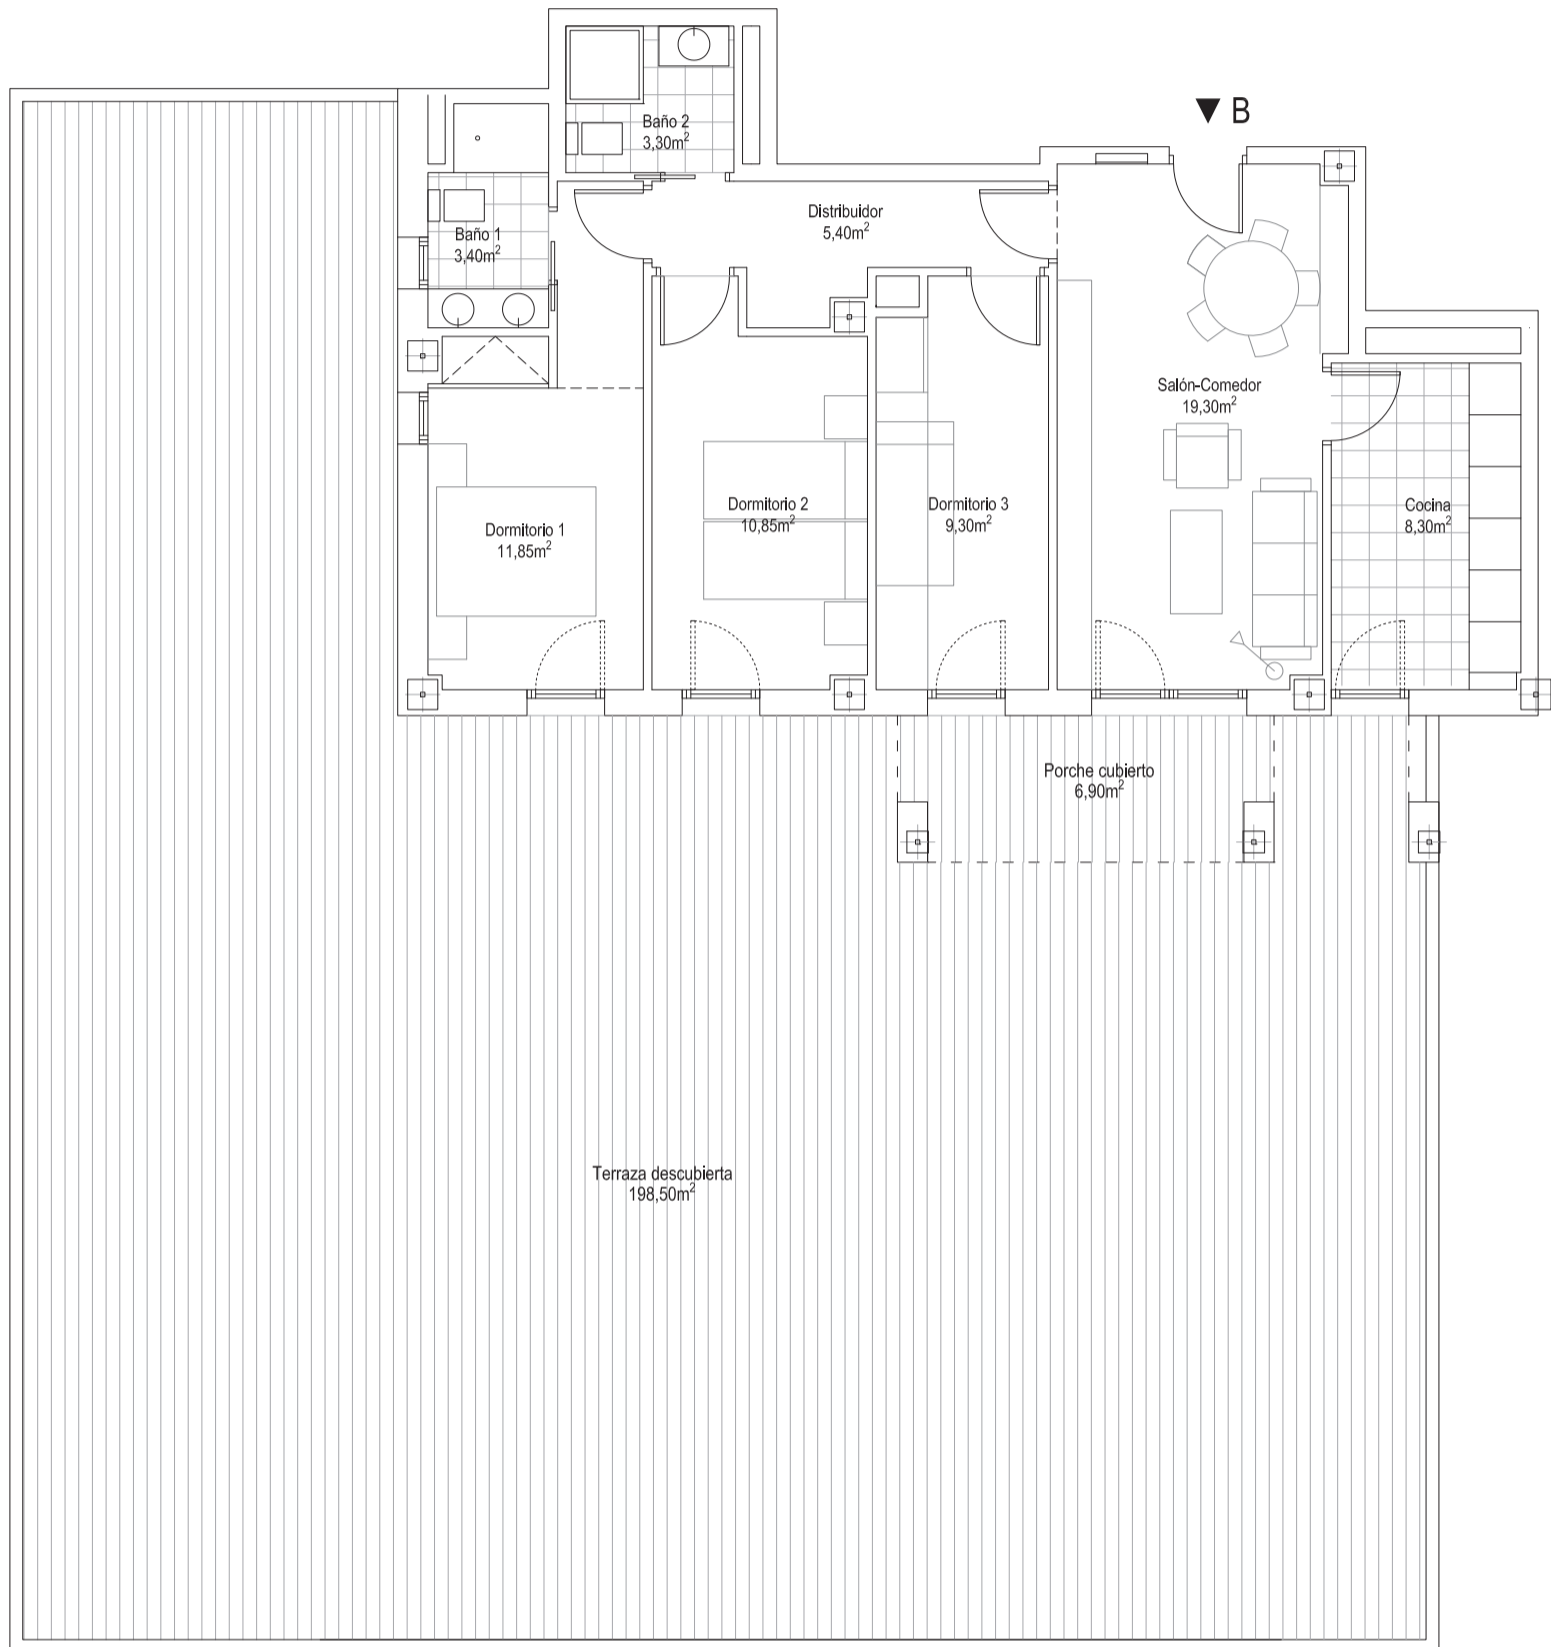 B
Baño 2
3,30m²
Distribuidor
5,40m²
Baño 1
3,40m²
Salón-Comedor
19,30m²
Dormitorio 1
11,85m²
Dormitorio 2
10,85m²
Dormitorio 3
9,30m²
Cocina
8,30m²
Porche cubierto
6,90m²
Terraza descubierta
198,50m²